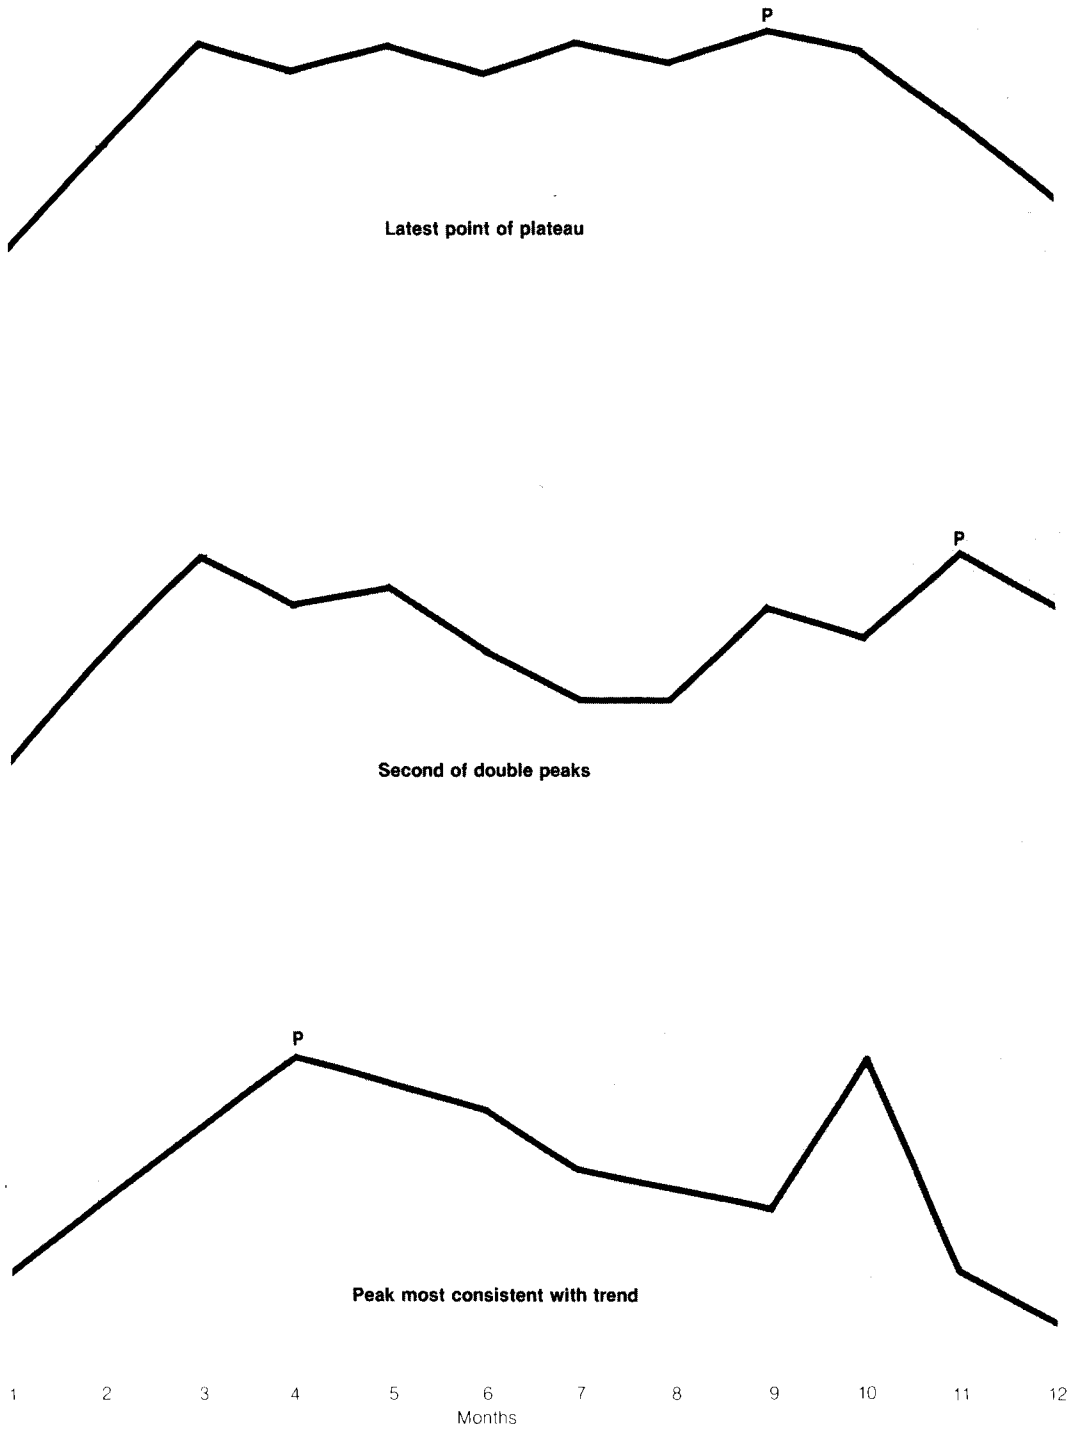 P
Latest point of plateau
P
Second of double peaks
P
Peak most consistent with trend
1 2 3 4 5 6 7 8 9 10 11 12
Months